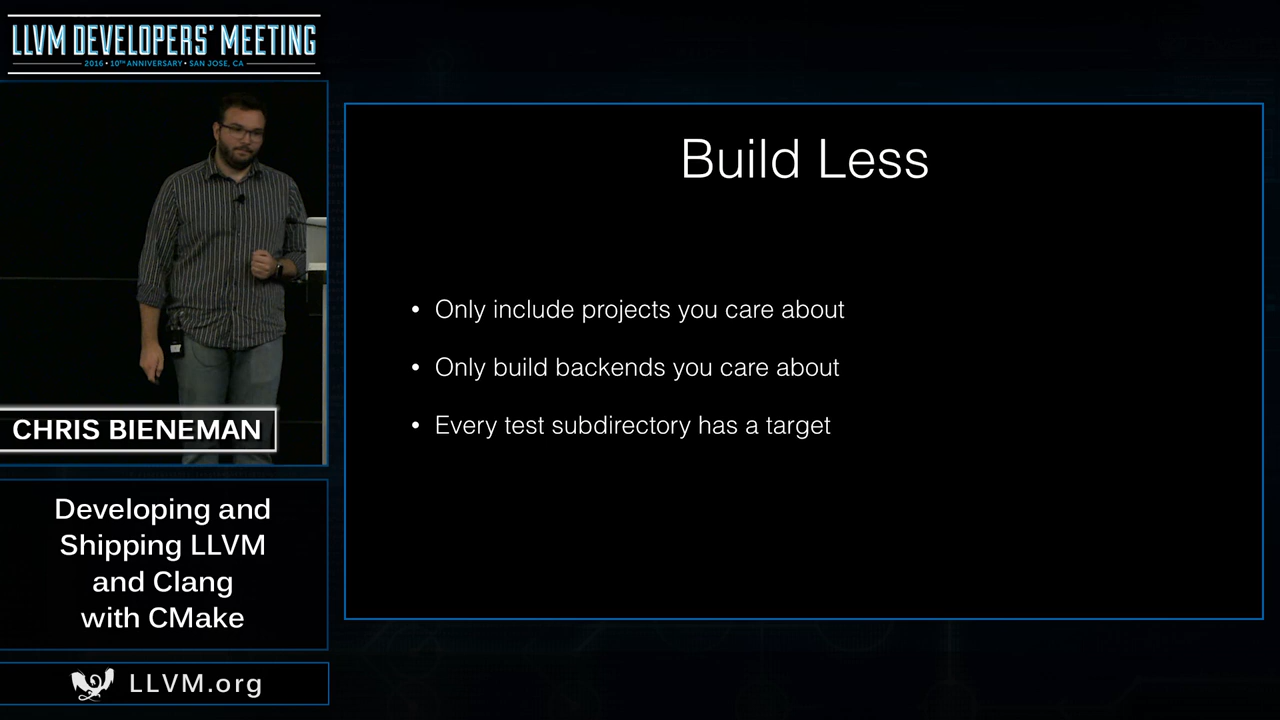 LLVM DEVELOPERS' MEETING
2016 • 10TH ANNIVERSARY • SAN JOSE, CA
Build Less
• Only include projects you care about
• Only build backends you care about
• Every test subdirectory has a target
CHRIS BIENEMAN
Developing and
Shipping LLVM
and Clang
with CMake
LLVM.org